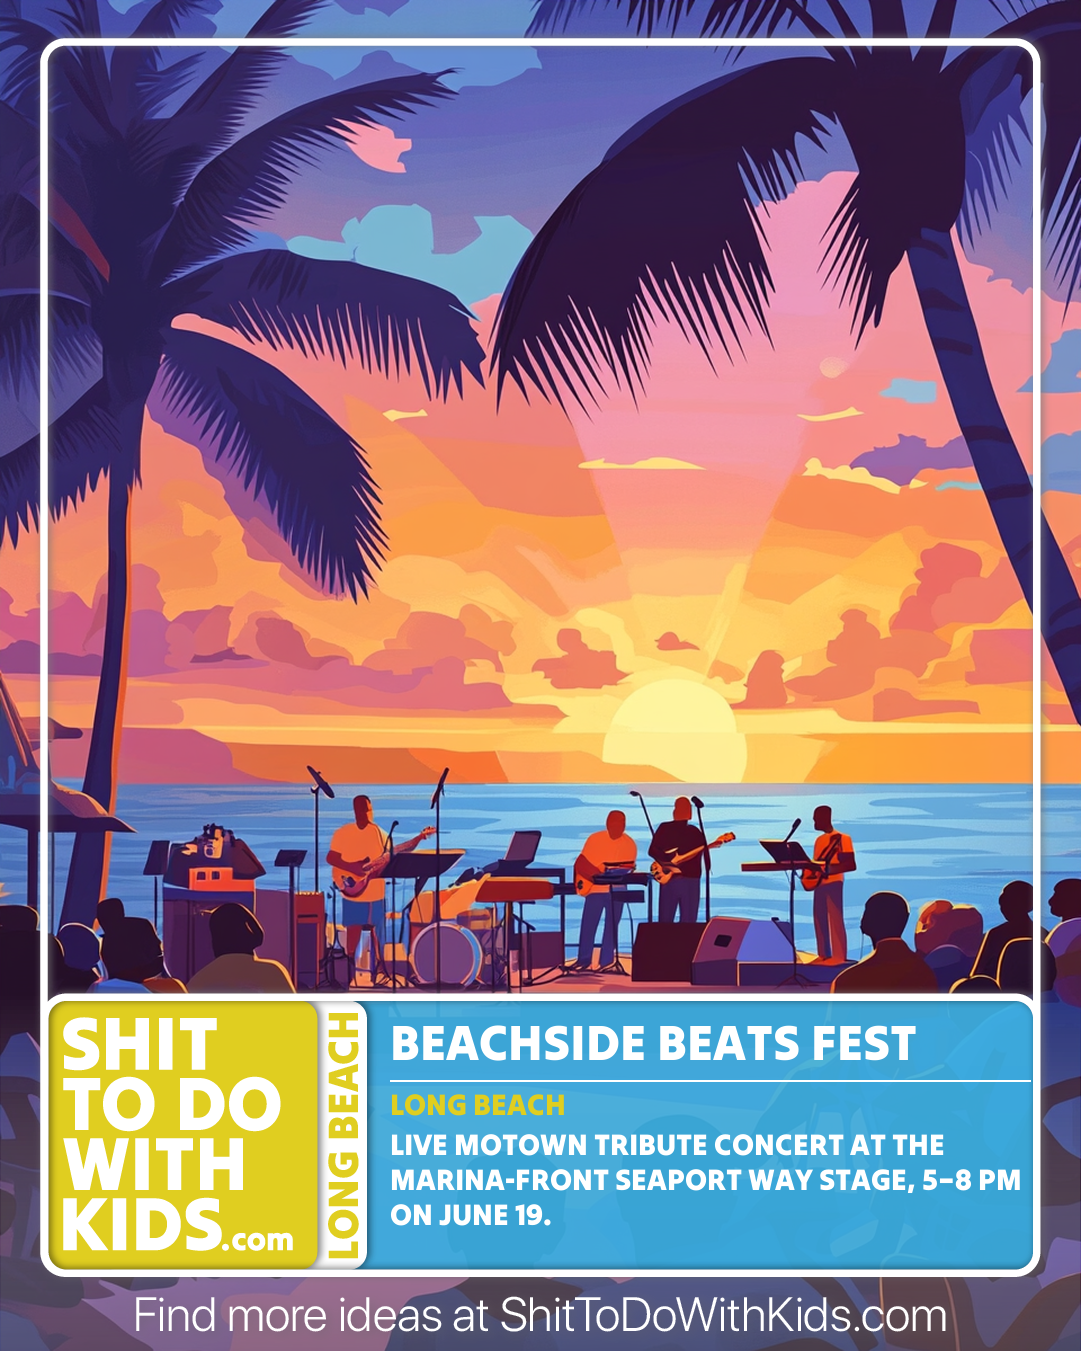 SHIT
TO DO
WITH
KIDS.com
LONG BEACH
BEACHSIDE BEATS FEST
LONG BEACH
LIVE MOTOWN TRIBUTE CONCERT AT THE
MARINA-FRONT SEAPORT WAY STAGE, 5–8 PM
ON JUNE 19.
Find more ideas at ShitToDoWithKids.com